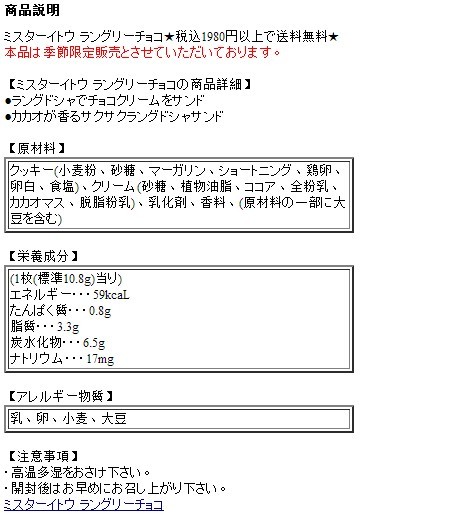 商品説明
ミスターイトウ ラングリーチョコ★税込1980円以上で送料無料★
本品は季節限定販売とさせていただいております。
【ミスターイトウ ラングリーチョコの商品詳細】
●ラングドシャでチョコクリームをサンド
●カカオが香るサクサクラングドシャサンド
【原材料】
クッキー(小麦粉、砂糖、マーガリン、ショートニング、鶏卵、
卵白、食塩)、クリーム(砂糖、植物油脂、ココア、全粉乳、
カカオマス、脱脂粉乳)、乳化剤、香料、(原材料の一部に大
豆を含む)
【栄養成分】
(1枚(標準10.8g)当り)
エネルギー・・・59kcaL
たんぱく質・・・0.8g
脂質・・・3.3g
炭水化物・・・6.5g
ナトリウム・・・17mg
【アレルギー物質】
乳、卵、小麦、大豆
【注意事項】
・高温多湿をおさけ下さい。
・開封後はお早めにお召し上がり下さい。
ミスターイトウ ラングリーチョコ